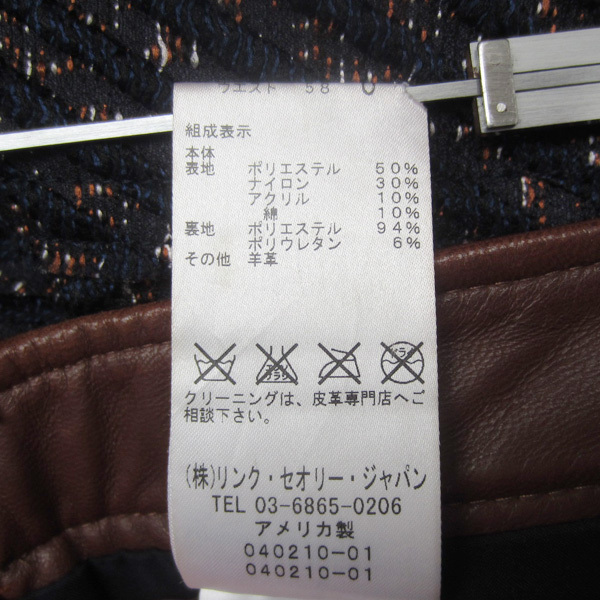 ウエスト 58
組成表示
本体
表地 ポリエステル 50%
ナイロン 30%
アクリル 10%
綿 10%
裏地 ポリエステル 94%
ポリウレタン 6%
その他 羊革
クリーニングは、皮革専門店へご
相談下さい。
(株)リンク・セオリー・ジャパン
TEL 03-6865-0206
アメリカ製
040210-01
040210-01